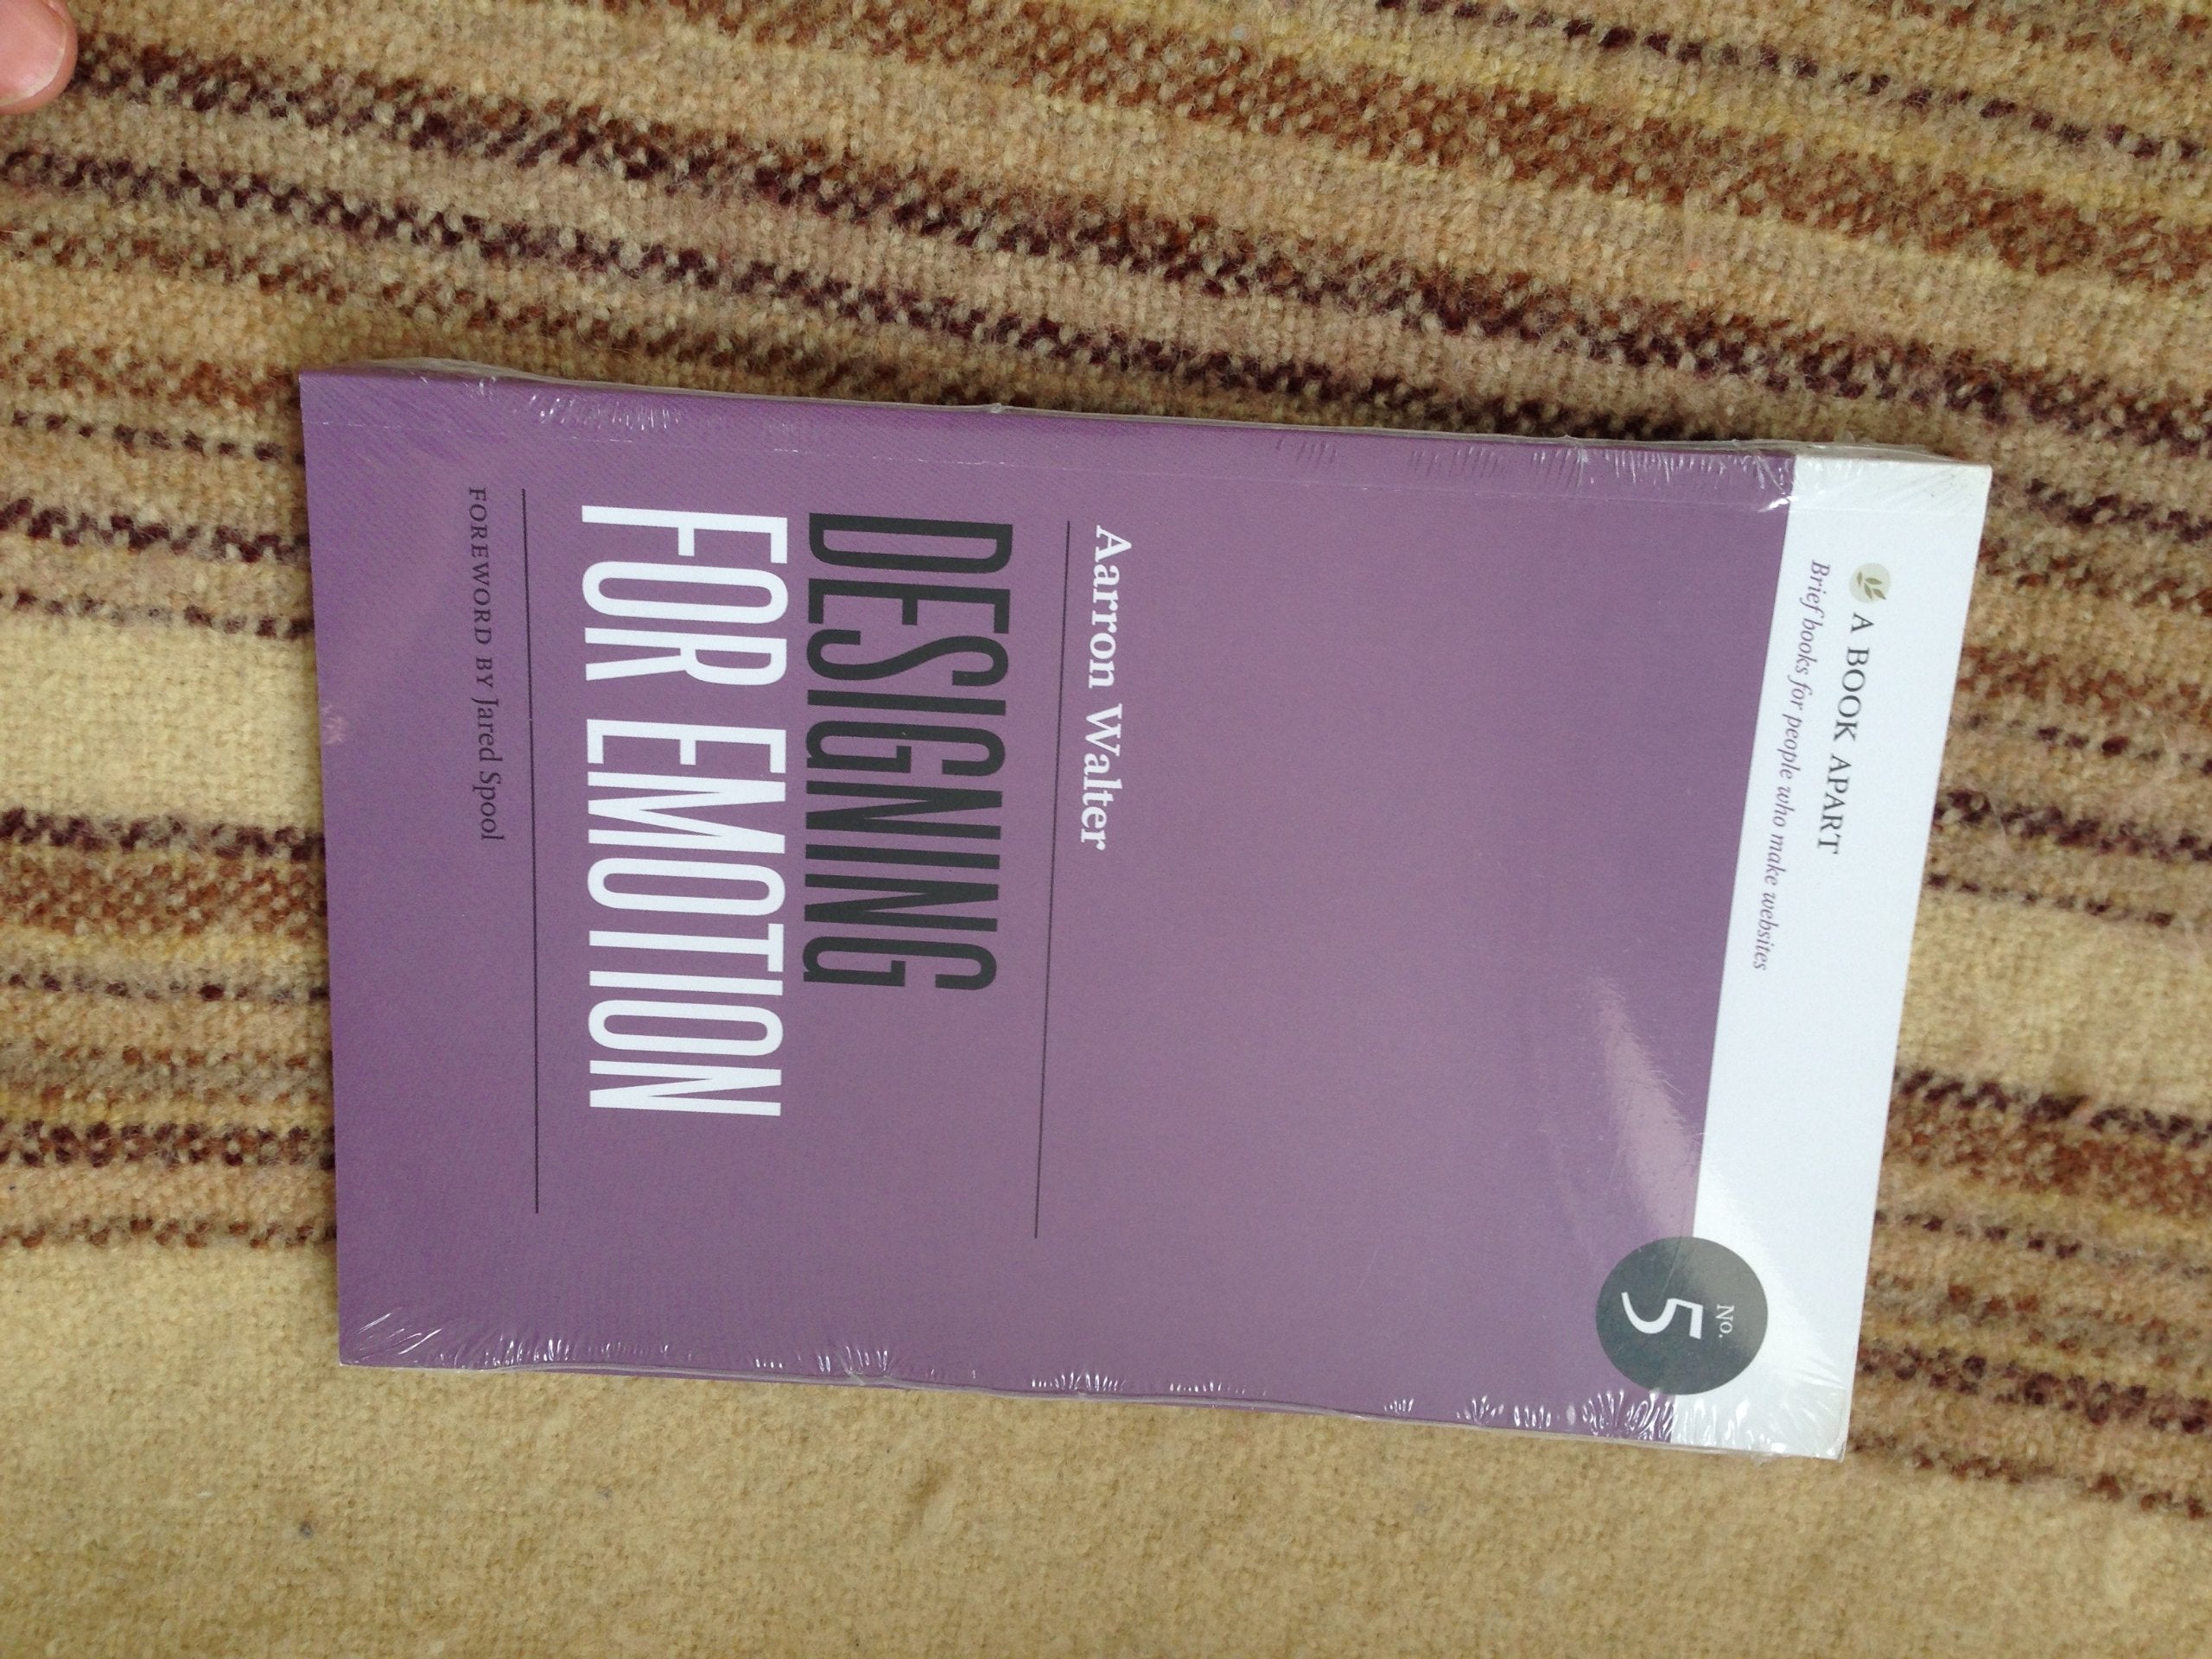 A BOOK APART
Brief books for people who make websites
No.
5
Aarron Walter
DESIGNING
FOR EMOTION
FOREWORD BY Jared Spool